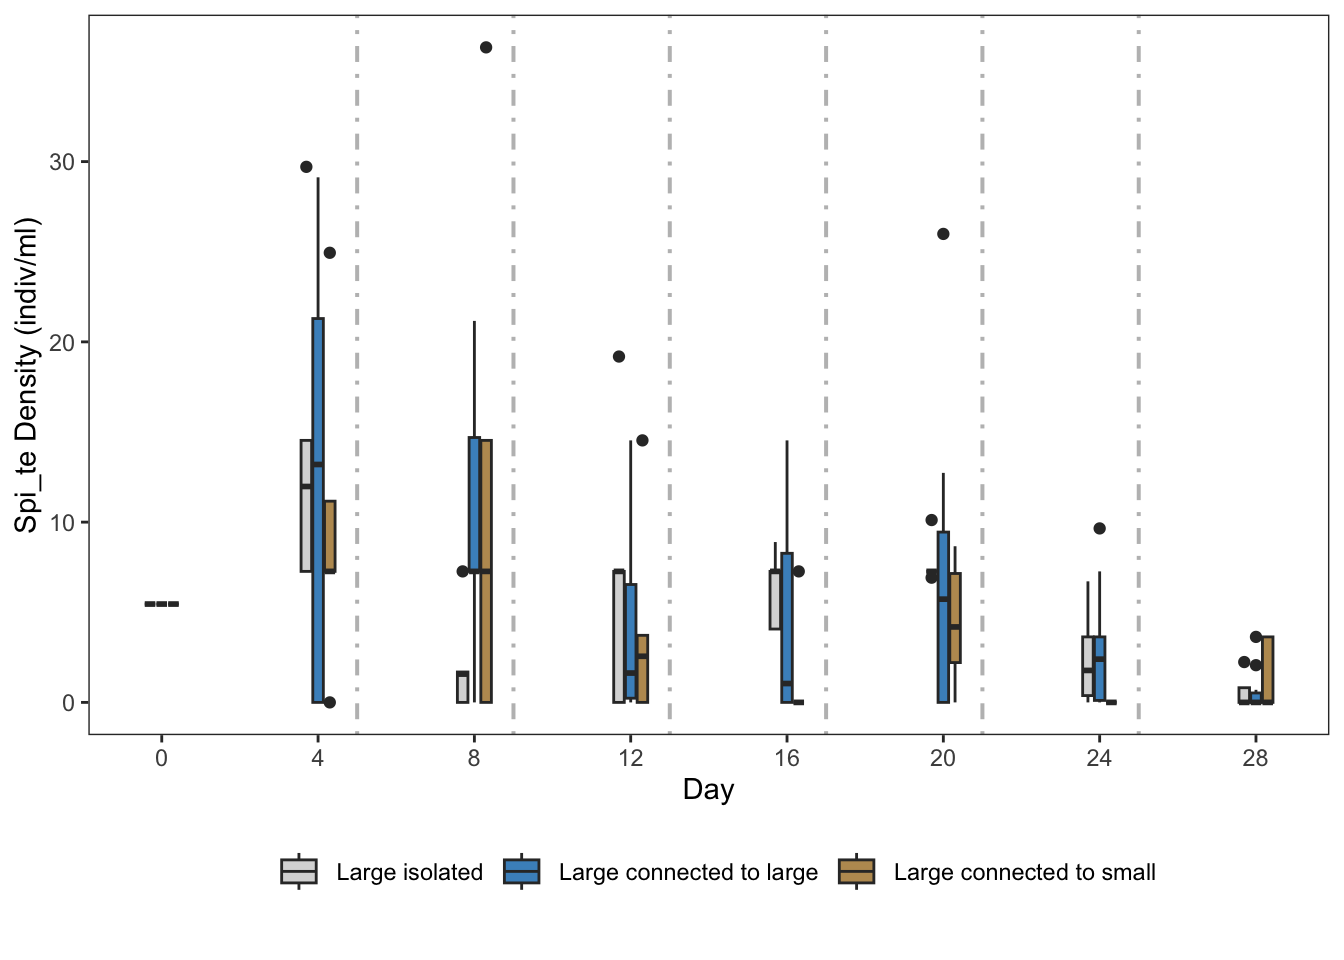 Spi_te Density (indiv/ml)
30
20
10
0
0 4 8 12 16 20 24 28
Day
Large isolated Large connected to large Large connected to small